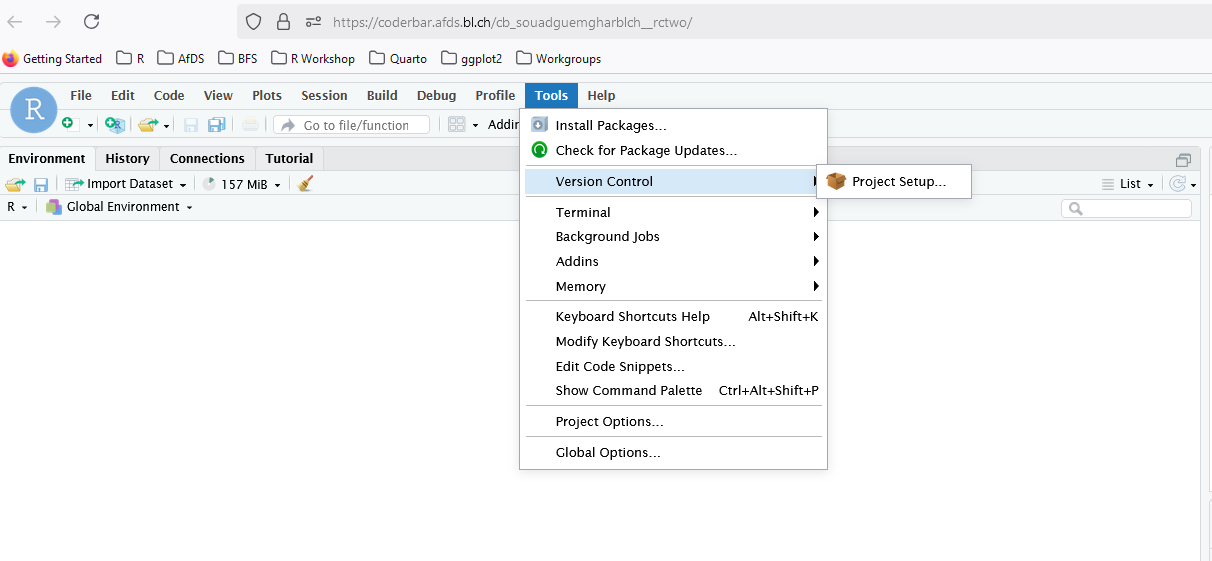 https://coderbar.afds.bl.ch/cb_souadguemgharblch__rctwo/
Getting Started R AfDS BFS R Workshop Quarto ggplot2 Workgroups
R File Edit Code View Plots Session Build Debug Profile Tools Help
R Go to file/function Addin
Install Packages...
Check for Package Updates...
Environment History Connections Tutorial
Version Control Project Setup...
Import Dataset 157 MiB List
R Global Environment
Terminal
Background Jobs
Addins
Memory
Keyboard Shortcuts Help Alt+Shift+K
Modify Keyboard Shortcuts...
Edit Code Snippets...
Show Command Palette Ctrl+Alt+Shift+P
Project Options...
Global Options...